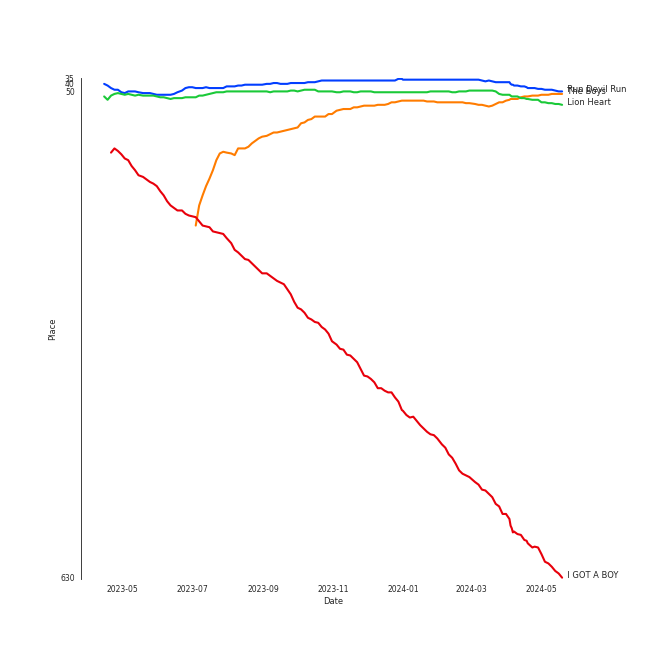 35
40
50
630
Place
2023-05 2023-07 2023-09 2023-11 2024-01 2024-03 2024-05
Date
Run Devil Run
The Boys
Lion Heart
I GOT A BOY